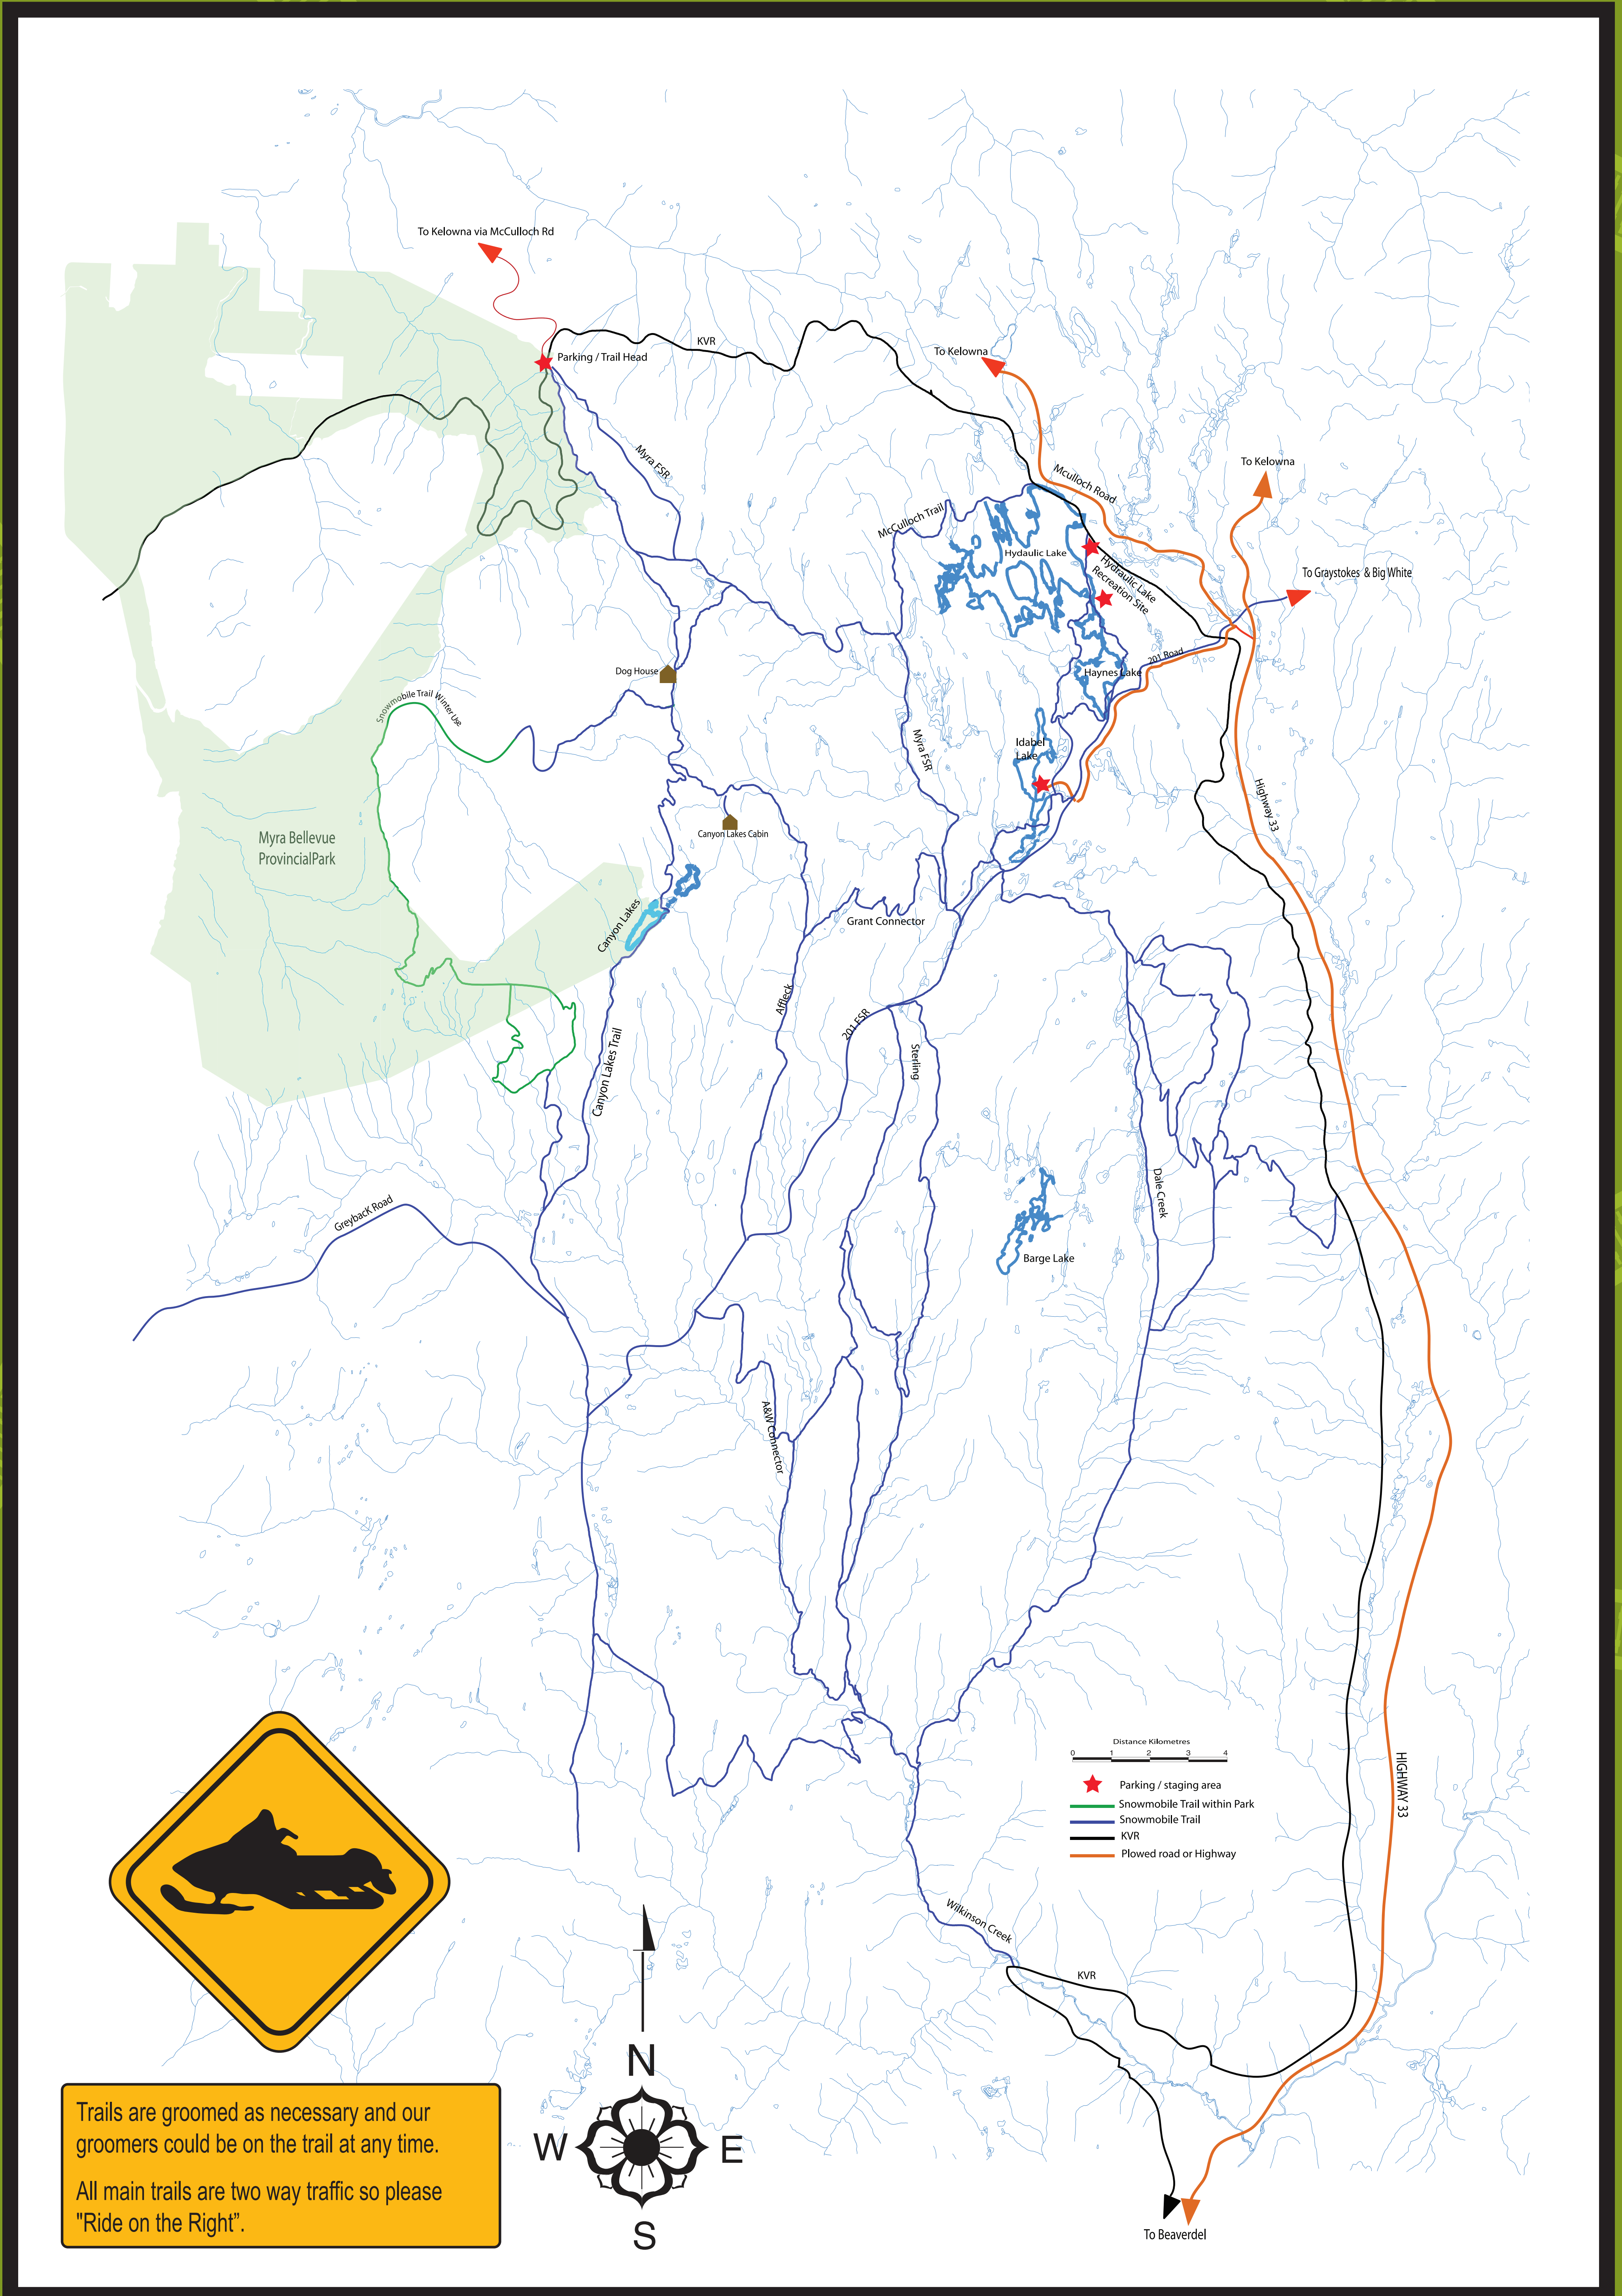 To Kelowna via McCulloch Rd
KVR
Parking / Trail Head
To Kelowna
Myra FSR
Mculloch Road
To Kelowna
McCulloch Trail
Hydaulic Lake
Hydraulic Lake
Recreation Site
To Graystokes & Big White
201 Road
Dog House
Haynes Lake
Snowmobile Trail Winter Use
Myra FSR
Idabel
Lake
Highway 33
Canyon Lakes Cabin
Myra Bellevue
ProvincialPark
Canyon Lakes
Grant Connector
Affleck
201 FSR
Sterling
Canyon Lakes Trail
Dale Creek
GreybacK Road
Barge Lake
A&W Connector
Distance Kilometres
0 1 2 3 4
Parking / staging area
Snowmobile Trail within Park
Snowmobile Trail
KVR
Plowed road or Highway
HIGHWAY 33
Wilkinson Creek
KVR
N
W E
S
Trails are groomed as necessary and our
groomers could be on the trail at any time.
All main trails are two way traffic so please
"Ride on the Right”.
To Beaverdel